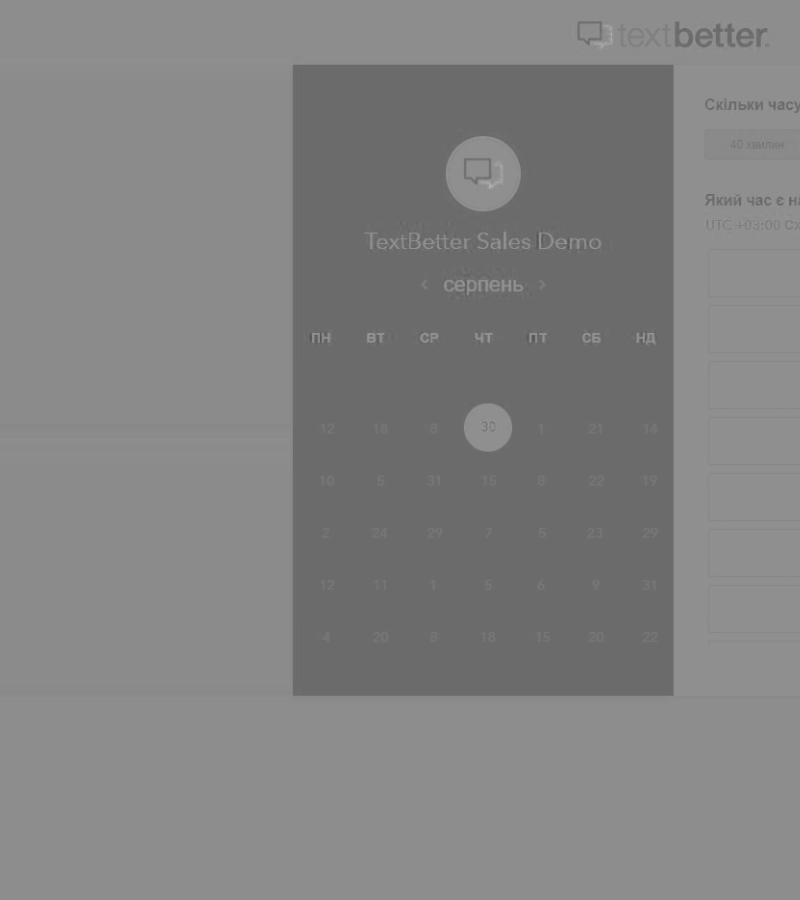 textbetter.
TextBetter Sales Demo
‹ серпень ›
ПН ВТ СР ЧТ ПТ СБ НД
12 18 8 30 1 21 14
10 5 31 15 8 22 19
2 24 29 7 5 23 29
12 11 1 5 6 9 31
4 20 8 18 15 20 22
Скільки часу
40 хвилин
Який час є на
UTC +03:00 Сх